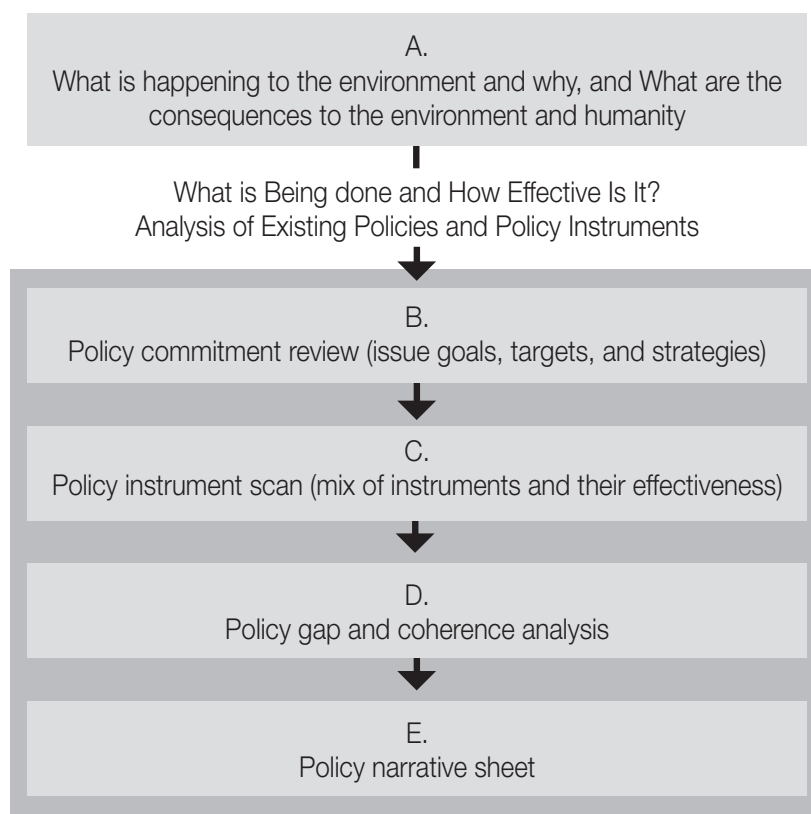 A.
What is happening to the environment and why, and What are the
consequences to the environment and humanity
What is Being done and How Effective Is It?
Analysis of Existing Policies and Policy Instruments
B.
Policy commitment review (issue goals, targets, and strategies)
C.
Policy instrument scan (mix of instruments and their effectiveness)
D.
Policy gap and coherence analysis
E.
Policy narrative sheet